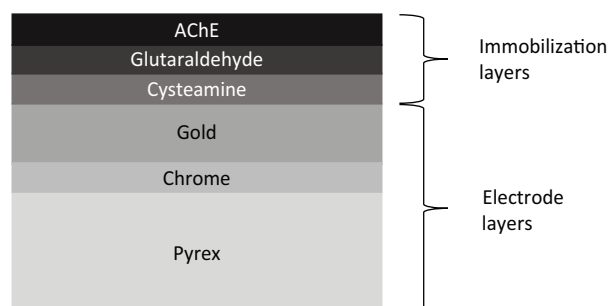 AChE
Glutaraldehyde
Cysteamine
Gold
Chrome
Pyrex
Immobilization
layers
Electrode
layers